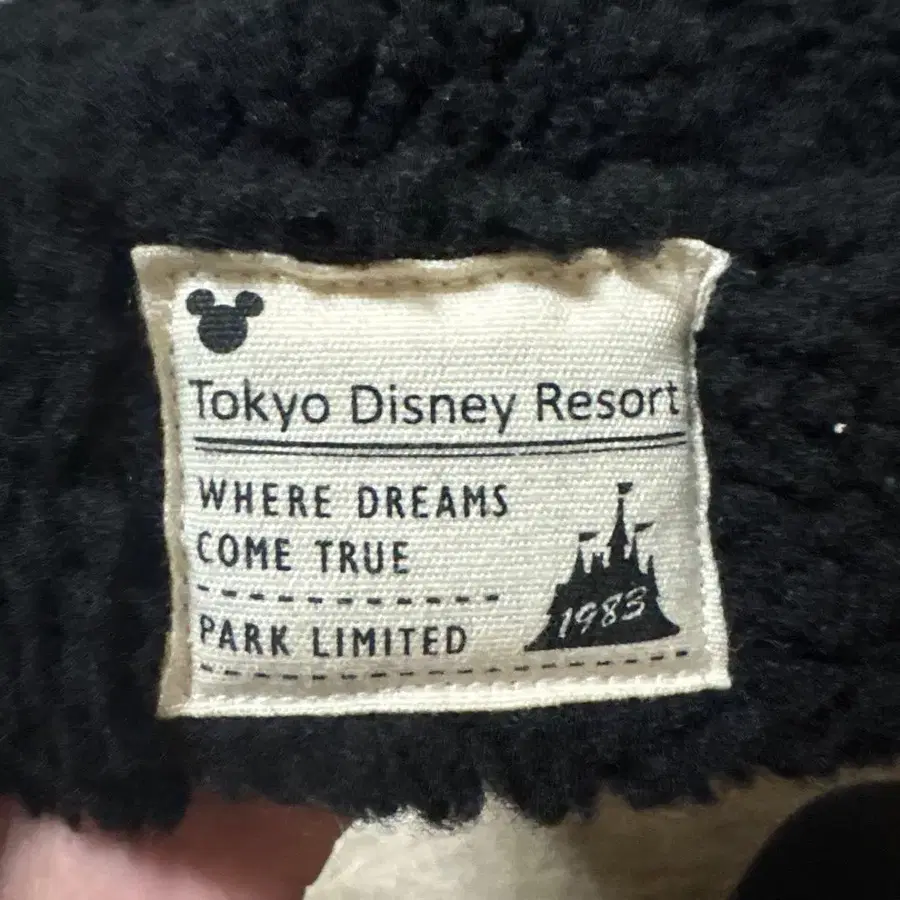 Tokyo Disney Resort
WHERE DREAMS
COME TRUE
PARK LIMITED
1983